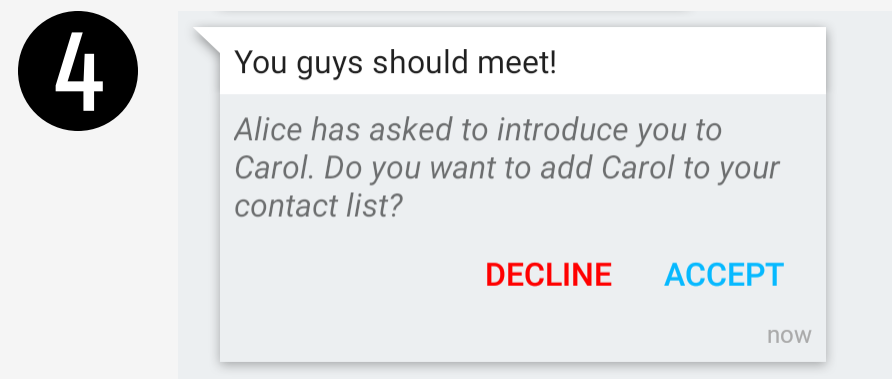 4
You guys should meet!
Alice has asked to introduce you to
Carol. Do you want to add Carol to your
contact list?
DECLINE ACCEPT
now